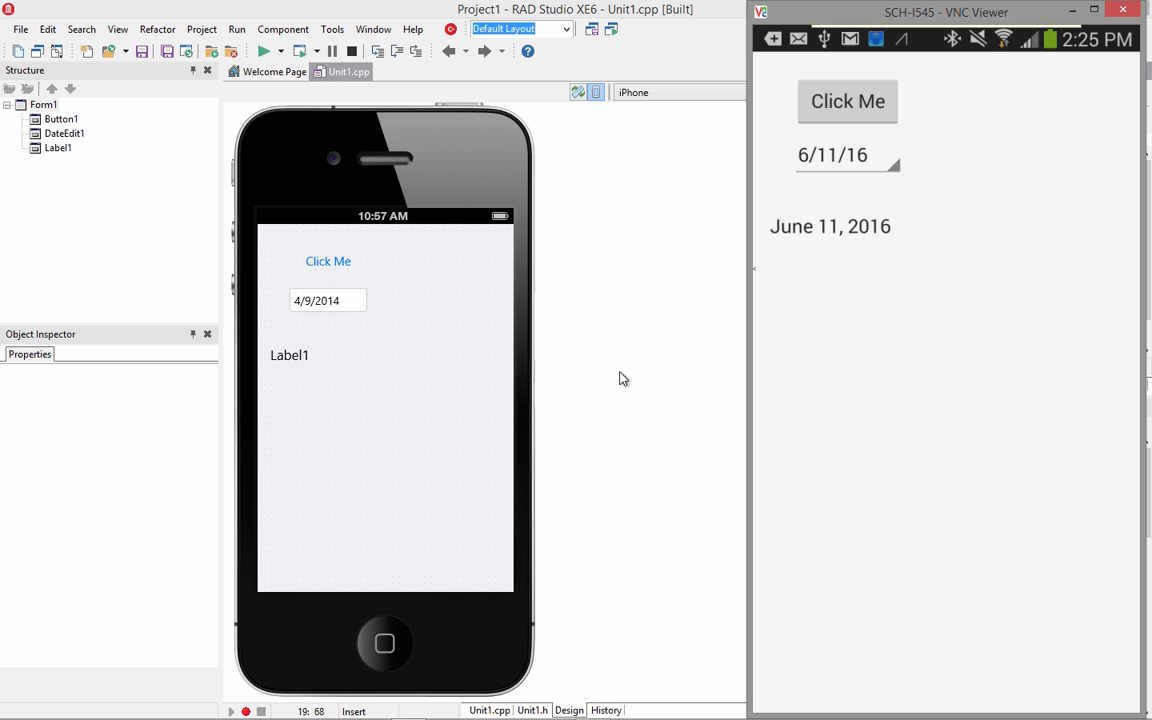 Project1 - RAD Studio XE6 - Unit1.cpp [Built]
File Edit Search View Refactor Project Run Component Tools Window Help Default Layout
Structure
Welcome Page Unit1.cpp
iPhone
Form1
Button1
DateEdit1
Label1
Object Inspector
Properties
10:57 AM
Click Me
4/9/2014
Label1
19: 68 Insert Unit1.cpp Unit1.h Design History
SCH-I545 - VNC Viewer
2:25 PM
Click Me
6/11/16
June 11, 2016